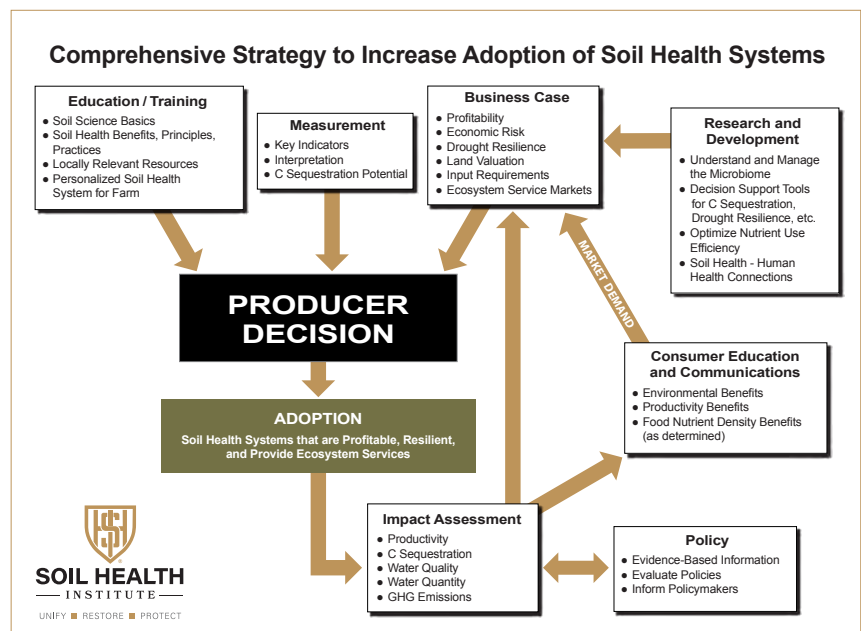 Comprehensive Strategy to Increase Adoption of Soil Health Systems
Education / Training
● Soil Science Basics
● Soil Health Benefits, Principles,
Practices
● Locally Relevant Resources
● Personalized Soil Health
System for Farm
Measurement
● Key Indicators
● Interpretation
● C Sequestration Potential
Business Case
● Profitability
● Economic Risk
● Drought Resilience
● Land Valuation
● Input Requirements
● Ecosystem Service Markets
Research and
Development
● Understand and Manage
the Microbiome
● Decision Support Tools
for C Sequestration,
Drought Resilience, etc.
● Optimize Nutrient Use
Efficiency
● Soil Health - Human
Health Connections
MARKET DEMAND
PRODUCER
DECISION
Consumer Education
and Communications
● Environmental Benefits
● Productivity Benefits
● Food Nutrient Density Benefits
(as determined)
ADOPTION
Soil Health Systems that are Profitable, Resilient,
and Provide Ecosystem Services
Impact Assessment
● Productivity
● C Sequestration
● Water Quality
● Water Quantity
● GHG Emissions
Policy
● Evidence-Based Information
● Evaluate Policies
● Inform Policymakers
SHI
SOIL HEALTH
INSTITUTE
UNIFY ■ RESTORE ■ PROTECT